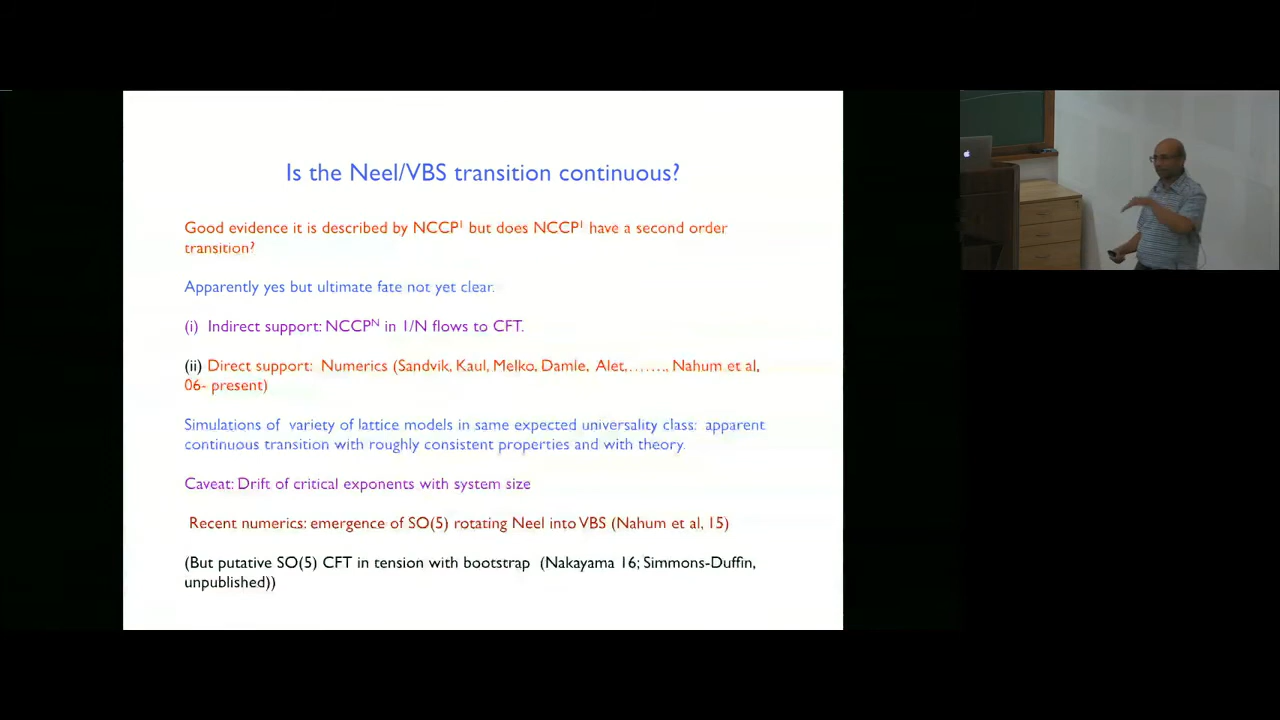 Is the Neel/VBS transition continuous?
Good evidence it is described by NCCP¹ but does NCCP¹ have a second order
transition?
Apparently yes but ultimate fate not yet clear.
(i) Indirect support: NCCPᴺ in 1/N flows to CFT.
(ii) Direct support: Numerics (Sandvik, Kaul, Melko, Damle, Alet,……., Nahum et al,
06- present)
Simulations of variety of lattice models in same expected universality class: apparent
continuous transition with roughly consistent properties and with theory.
Caveat: Drift of critical exponents with system size
Recent numerics: emergence of SO(5) rotating Neel into VBS (Nahum et al, 15)
(But putative SO(5) CFT in tension with bootstrap (Nakayama 16; Simmons-Duffin,
unpublished))